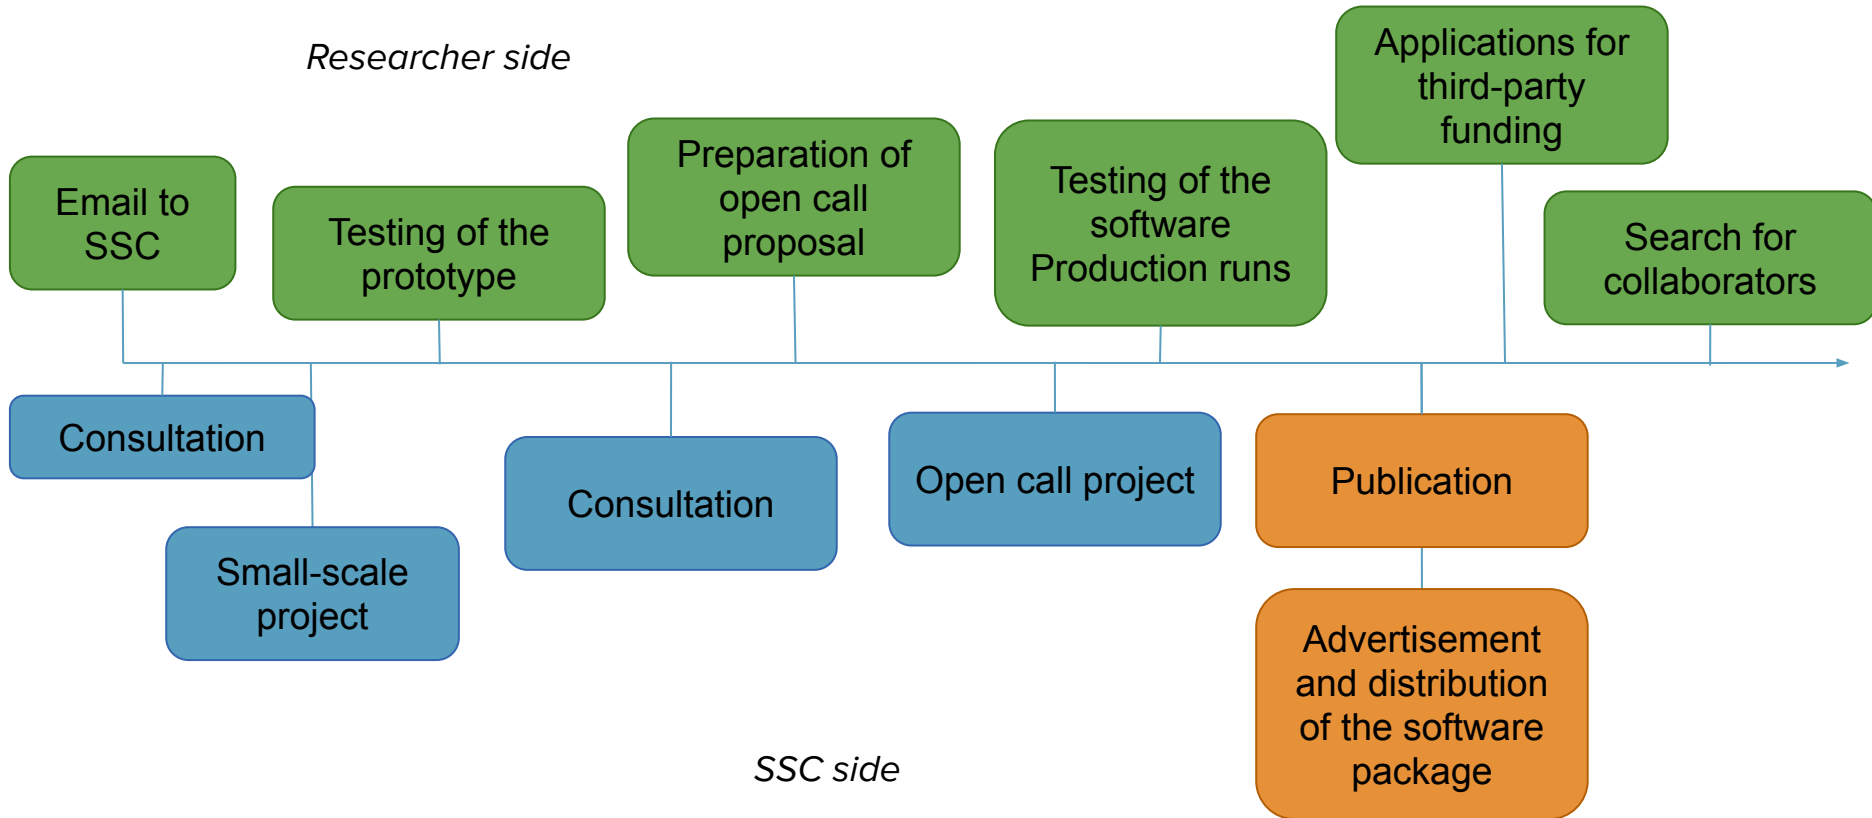 Researcher side
Applications for
third-party
funding
Email to
SSC
Testing of the
prototype
Preparation of
open call
proposal
Testing of the
software
Production runs
Search for
collaborators
Consultation
Small-scale
project
Consultation
Open call project
Publication
Advertisement
and distribution
of the software
package
SSC side